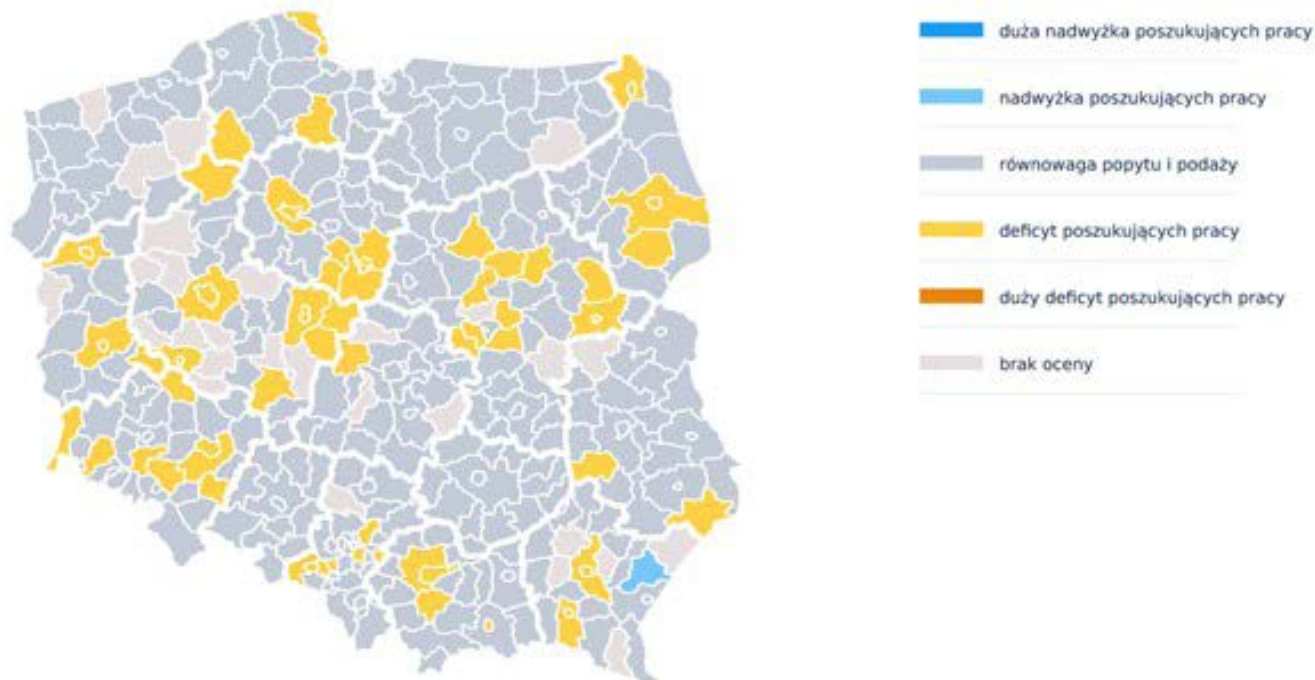 duża nadwyżka poszukujących pracy
nadwyżka poszukujących pracy
równowaga popytu i podaży
deficyt poszukujących pracy
duży deficyt poszukujących pracy
brak oceny